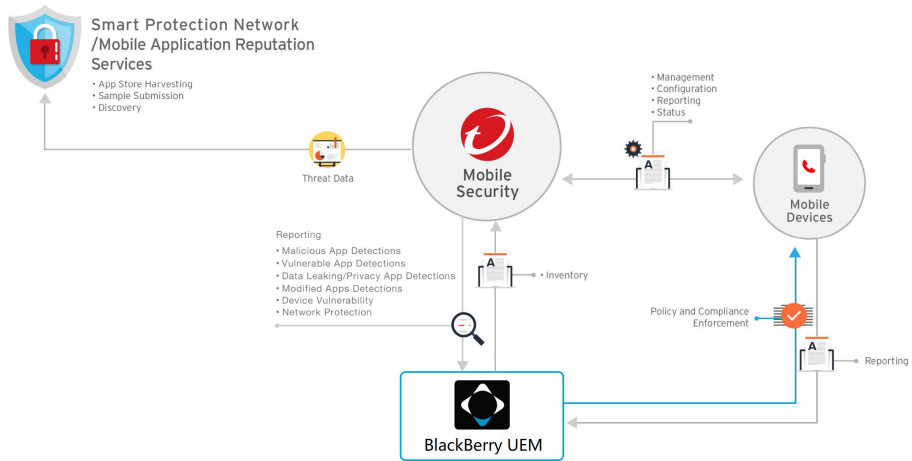 Smart Protection Network
/Mobile Application Reputation
Services
• App Store Harvesting
• Sample Submission
• Discovery
Threat Data
Mobile
Security
• Management
• Configuration
• Reporting
• Status
A
Mobile
Devices
Reporting
• Malicious App Detections
• Vulnerable App Detections
• Data Leaking/Privacy App Detections
• Modified Apps Detections
• Device Vulnerability
• Network Protection
A
• Inventory
Policy and Compliance
Enforcement
A
• Reporting
BlackBerry UEM